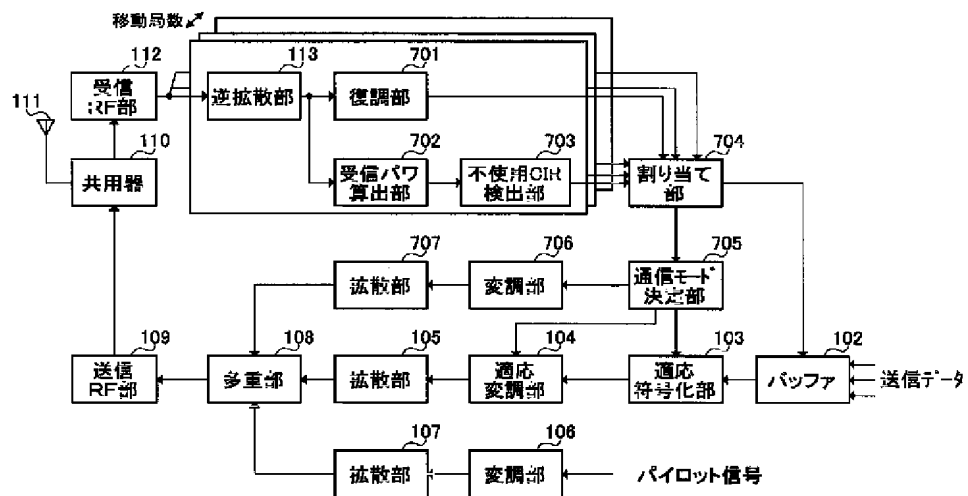 移動局数
112
受信
RF部
113
逆拡散部
701
復調部
111
110
共用器
702
受信パワ
算出部
703
不使用CIR
検出部
704
割り当て
部
707
拡散部
706
変調部
705
通信モード
決定部
109
送信
RF部
108
多重部
105
拡散部
104
適応
変調部
103
適応
符号化部
102
バッファ
送信データ
107
拡散部
106
変調部
パイロット信号